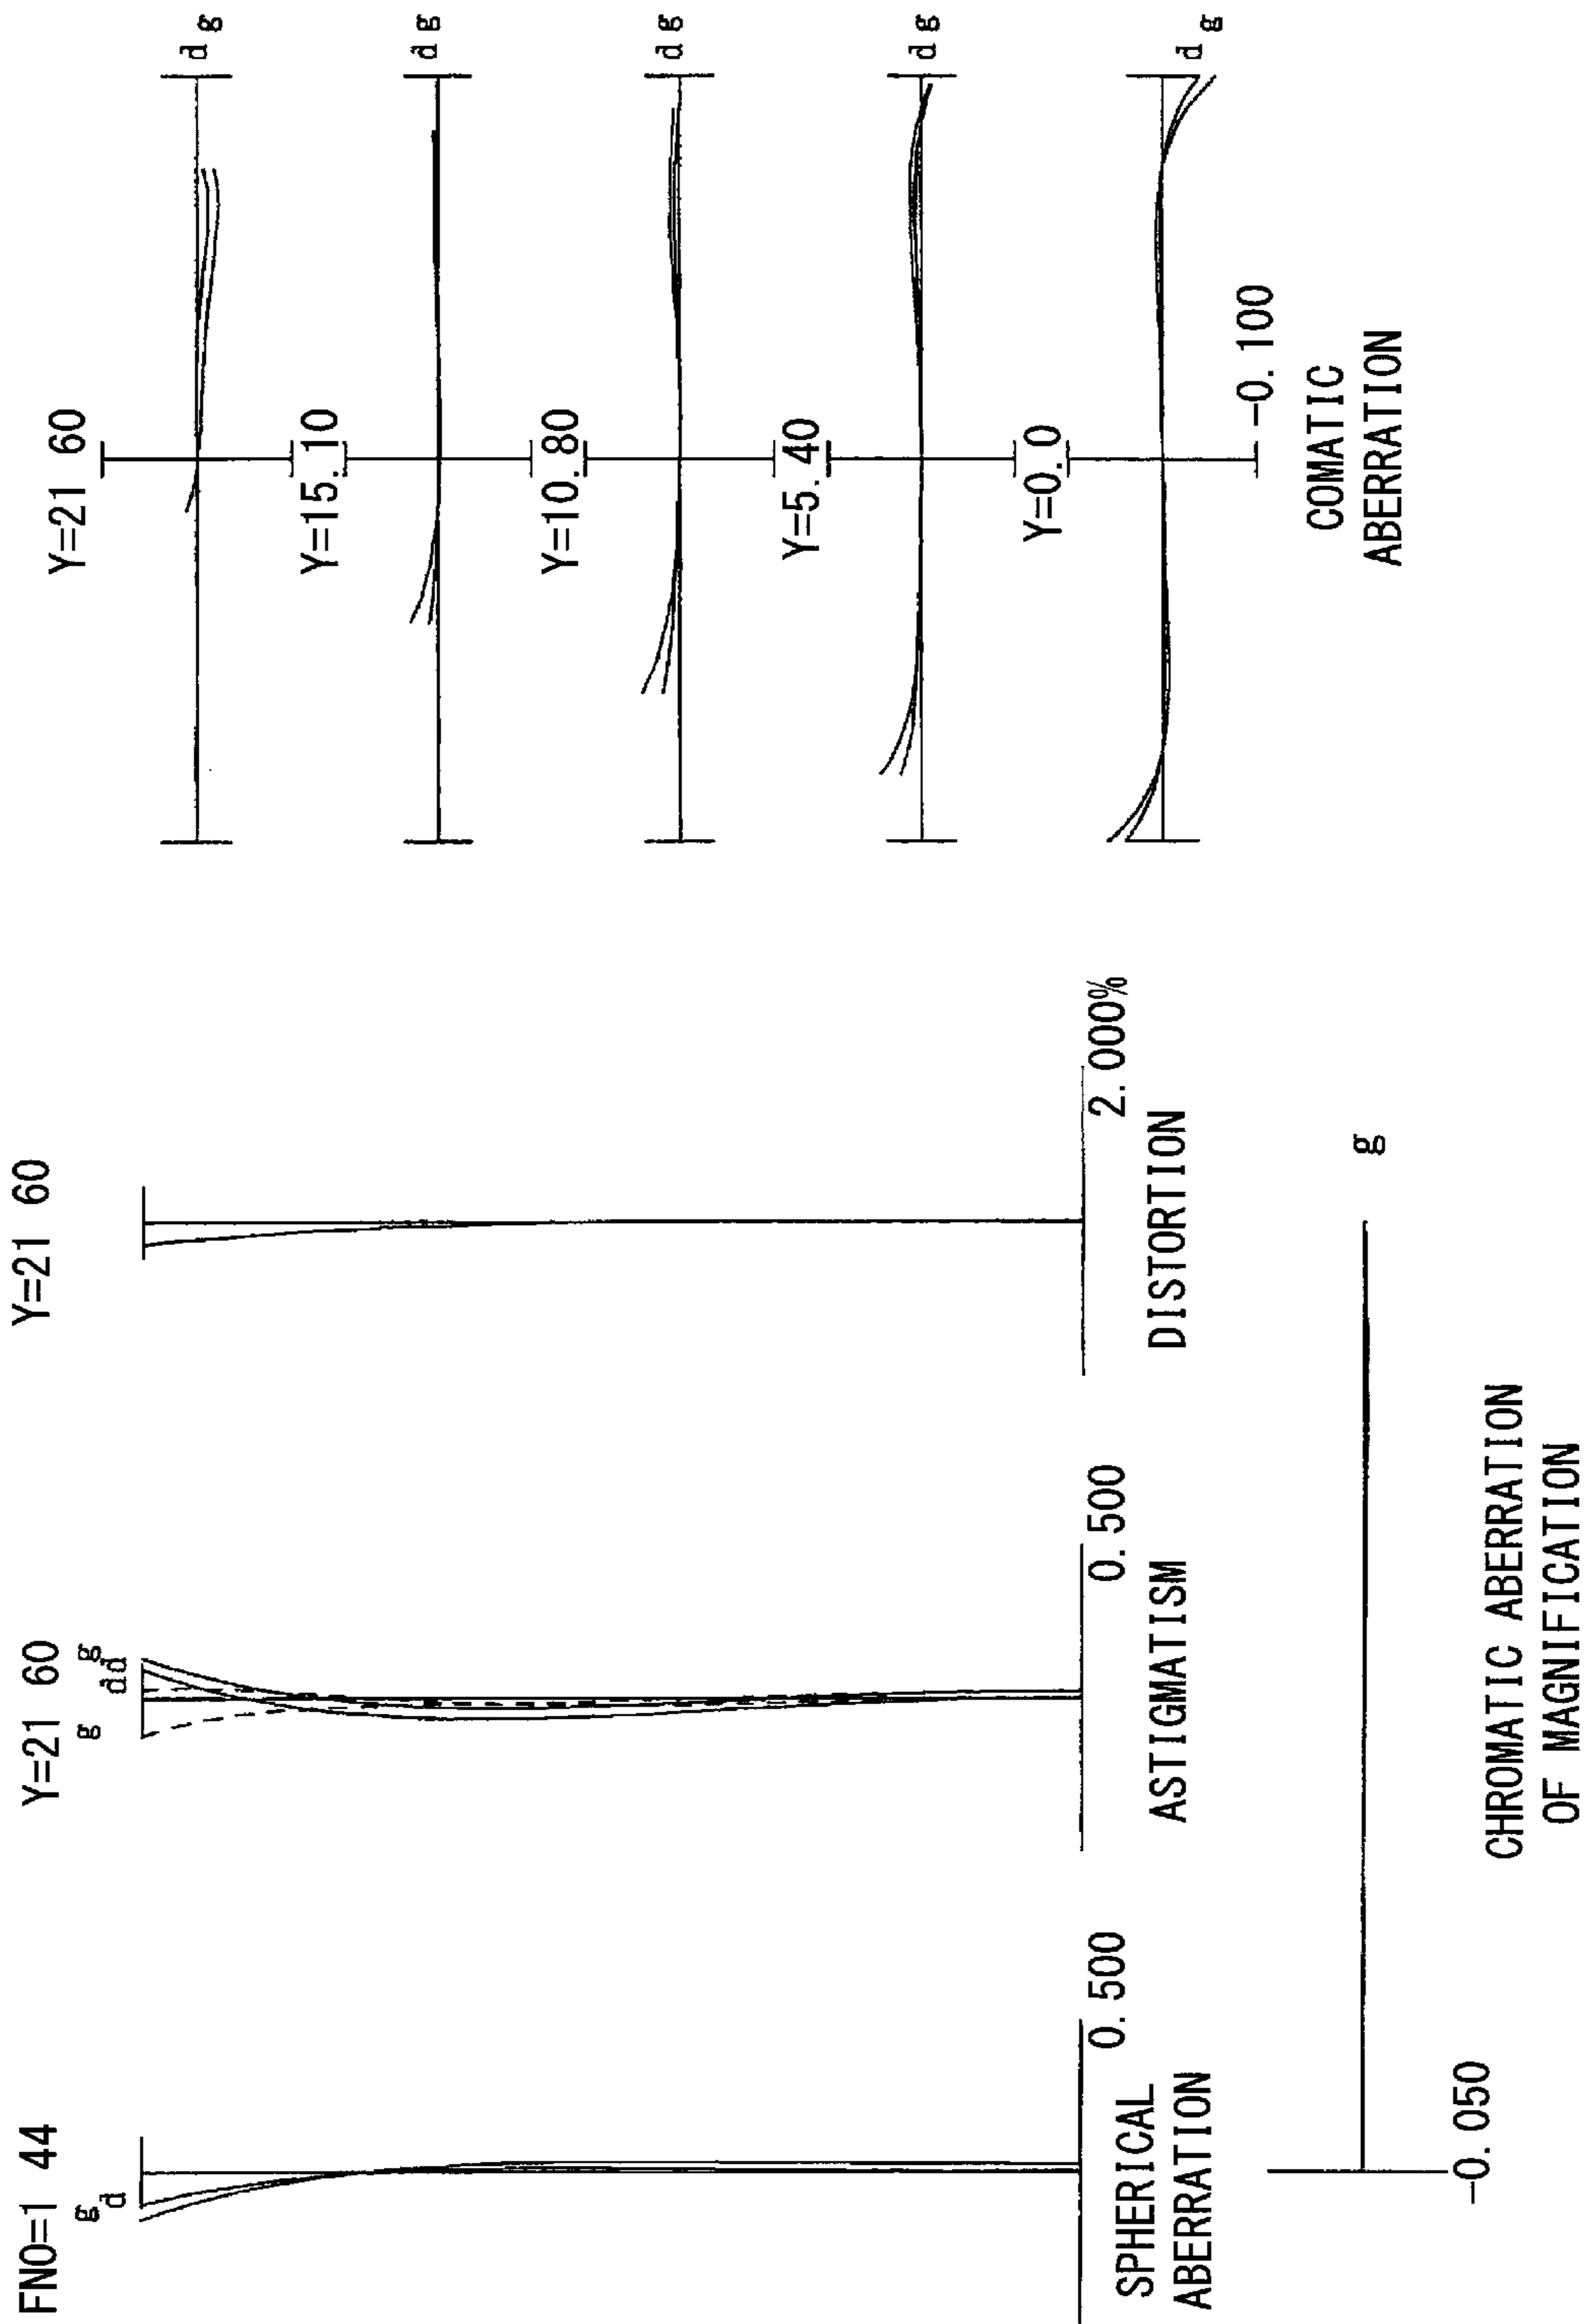 FNO=1 44
g
d
0. 500
SPHERICAL
ABERRATION
Y=21 60
g
d
d
g
0. 500
ASTIGMATISM
Y=21 60
2. 000%
DISTORTION
g
-0. 050
CHROMATIC ABERRATION
OF MAGNIFICATION
Y=21 60
d g
Y=15. 10
d g
Y=10. 80
d g
Y=5. 40
d g
Y=0. 0
d g
-0. 100
COMATIC
ABERRATION